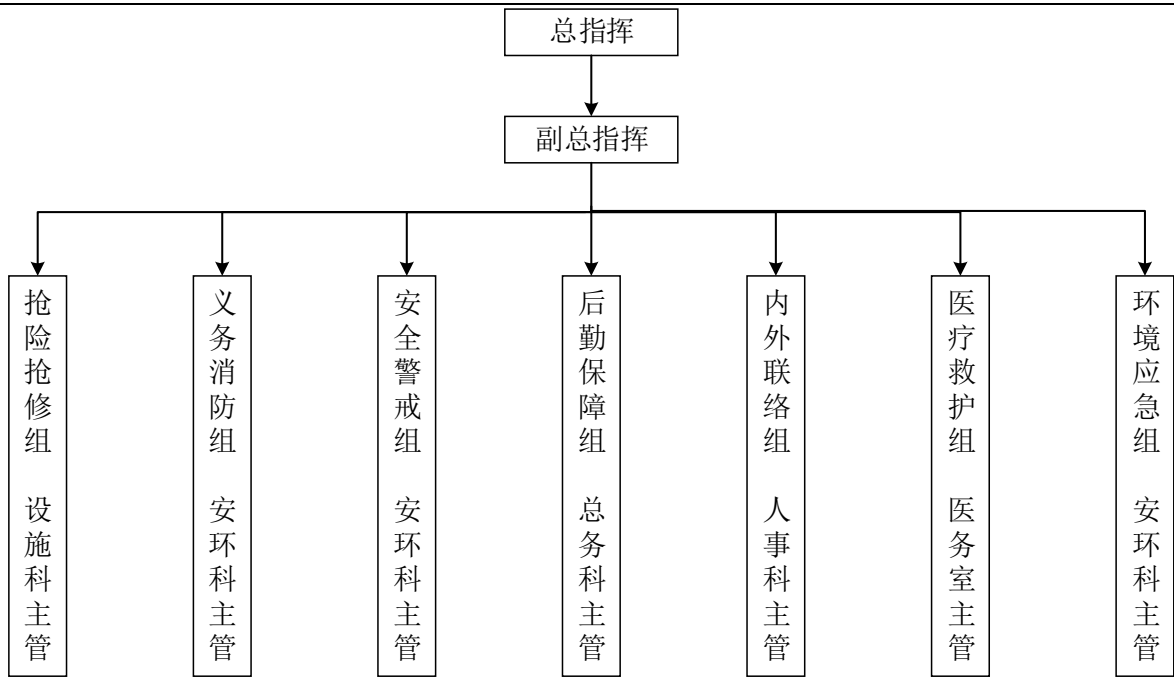 总指挥
副总指挥
抢险抢修组 设施科主管
义务消防组 安环科主管
安全警戒组 安环科主管
后勤保障组 总务科主管
内外联络组 人事科主管
医疗救护组 医务室主管
环境应急组 安环科主管